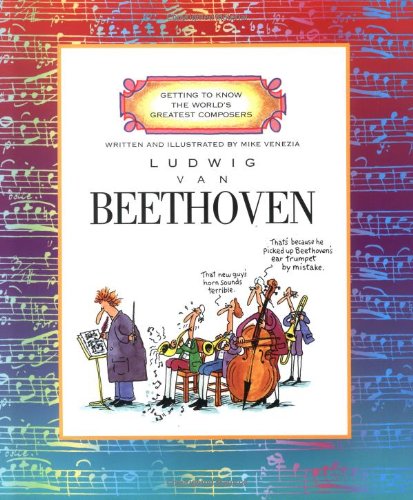 GETTING TO KNOW
THE WORLD'S
GREATEST COMPOSERS
WRITTEN AND ILLUSTRATED BY MIKE VENEZIA
LUDWIG
VAN
BEETHOVEN
That's because he
picked up Beethoven's
ear trumpet
by mistake.
That new guy's
horn sounds
terrible.